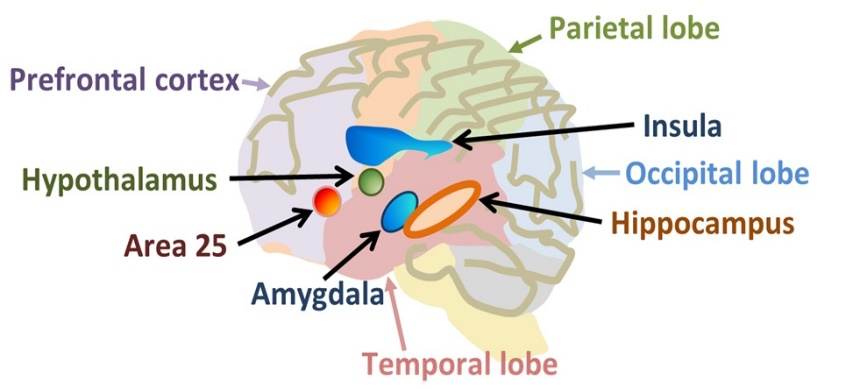 Parietal lobe
Prefrontal cortex
Insula
Hypothalamus
Occipital lobe
Hippocampus
Area 25
Amygdala
Temporal lobe